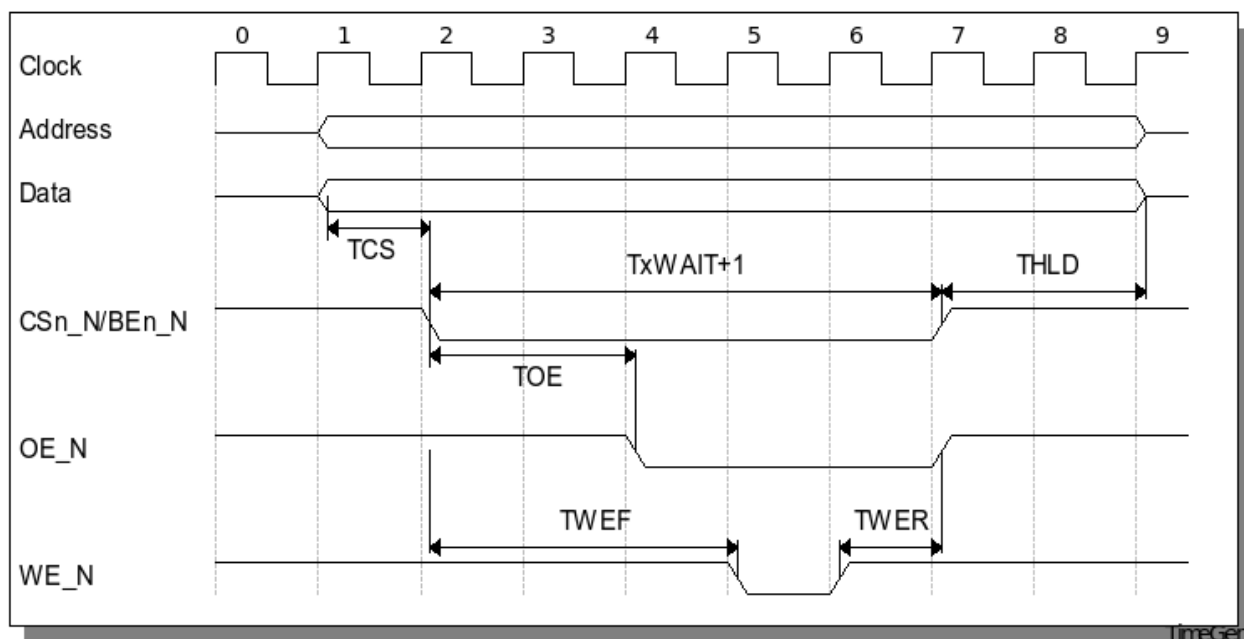 0 1 2 3 4 5 6 7 8 9
Clock
Address
Data
TCS
TxWAIT+1
THLD
CSn_N/BEn_N
TOE
OE_N
TWEF
TWER
WE_N